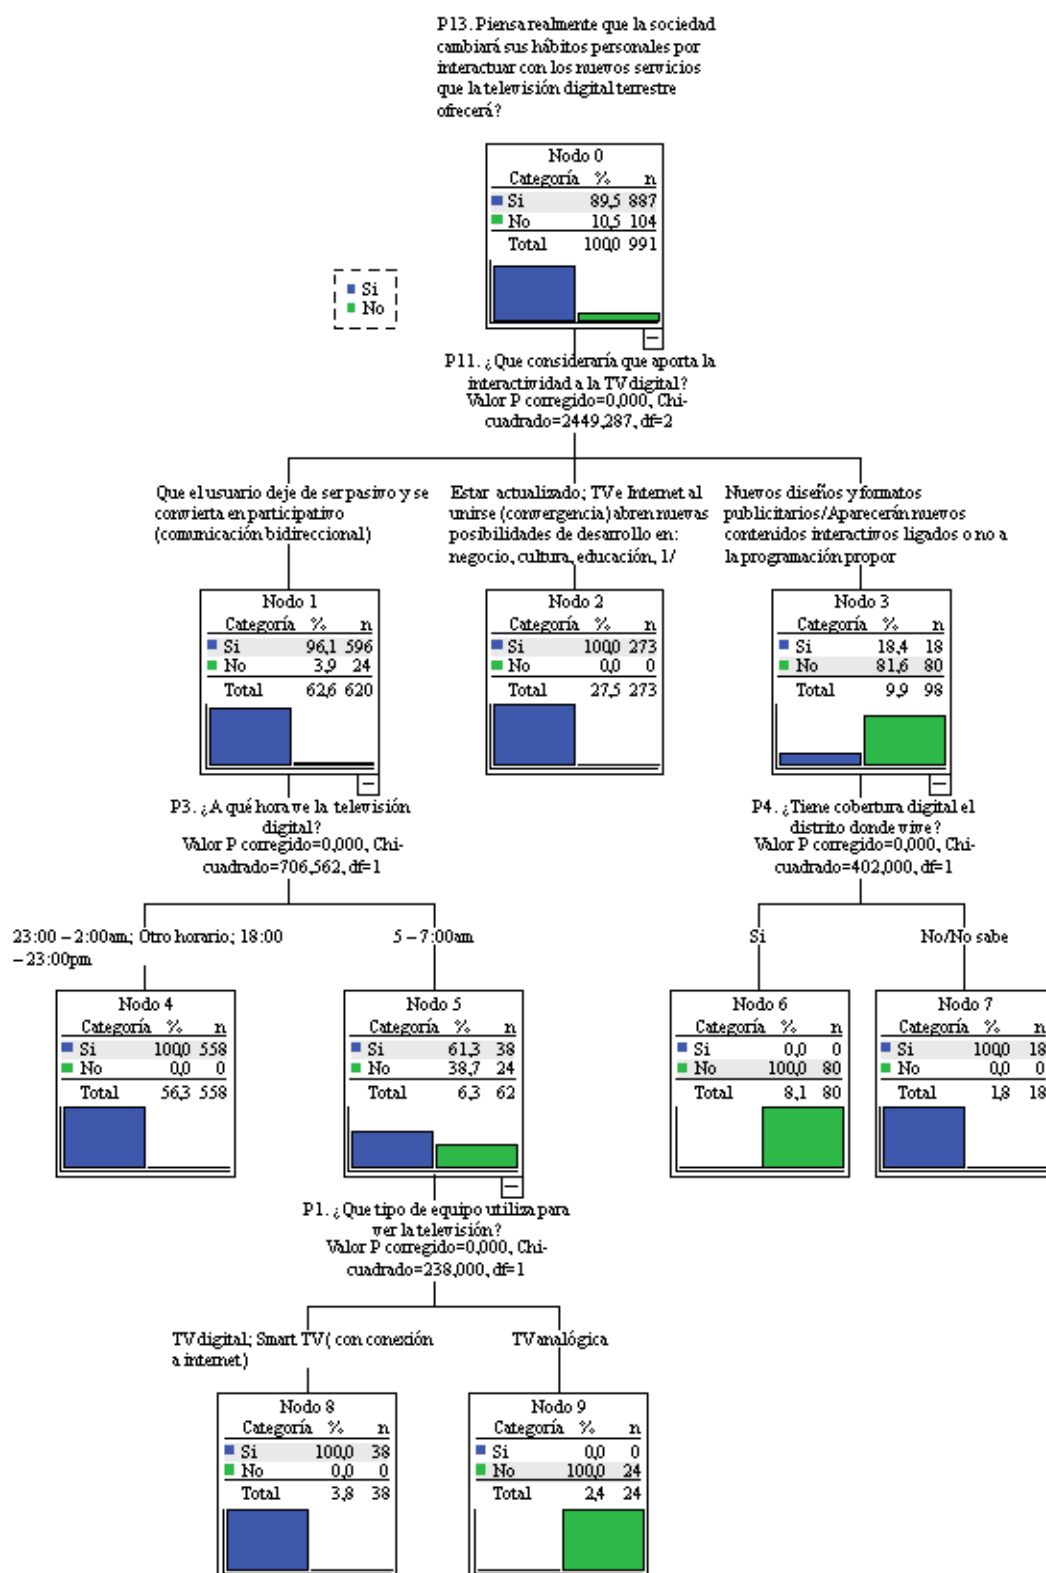 P13. Piensa realmente que la sociedad
cambiará sus hábitos personales por
interactuar con los nuevos servicios
que la televisión digital terrestre
ofrecerá?
Nodo 0
Categoría % n
Si 89,5 887
No 10,5 104
Total 100,0 991
Si
No
P11. ¿Que consideraría que aporta la
interactividad a la TV digital?
Valor P corregido=0,000, Chi-
cuadrado=2449,287, df=2
Que el usuario deje de ser pasivo y se
convierta en participativo
(comunicación bidireccional)
Estar actualizado; TV e Internet al
unirse (convergencia) abren nuevas
posibilidades de desarrollo en:
negocio, cultura, educación, 1/
Nuevos diseños y formatos
publicitarios/Aparecerán nuevos
contenidos interactivos ligados o no a
la programación propor
Nodo 1
Categoría % n
Si 96,1 596
No 3,9 24
Total 62,6 620
Nodo 2
Categoría % n
Si 100,0 273
No 0,0 0
Total 27,5 273
Nodo 3
Categoría % n
Si 18,4 18
No 81,6 80
Total 9,9 98
P3. ¿A qué hora ve la televisión
digital?
Valor P corregido=0,000, Chi-
cuadrado=706,562, df=1
P4. ¿Tiene cobertura digital el
distrito donde vive?
Valor P corregido=0,000, Chi-
cuadrado=402,000, df=1
23:00 – 2:00am; Otro horario; 18:00
– 23:00pm
5 – 7:00am
Si
No/No sabe
Nodo 4
Categoría % n
Si 100,0 558
No 0,0 0
Total 56,3 558
Nodo 5
Categoría % n
Si 61,3 38
No 38,7 24
Total 6,3 62
Nodo 6
Categoría % n
Si 0,0 0
No 100,0 80
Total 8,1 80
Nodo 7
Categoría % n
Si 100,0 18
No 0,0 0
Total 1,8 18
P1. ¿Que tipo de equipo utiliza para
ver la televisión?
Valor P corregido=0,000, Chi-
cuadrado=238,000, df=1
TV digital; Smart TV ( con conexión
a internet)
TV analógica
Nodo 8
Categoría % n
Si 100,0 38
No 0,0 0
Total 3,8 38
Nodo 9
Categoría % n
Si 0,0 0
No 100,0 24
Total 2,4 24